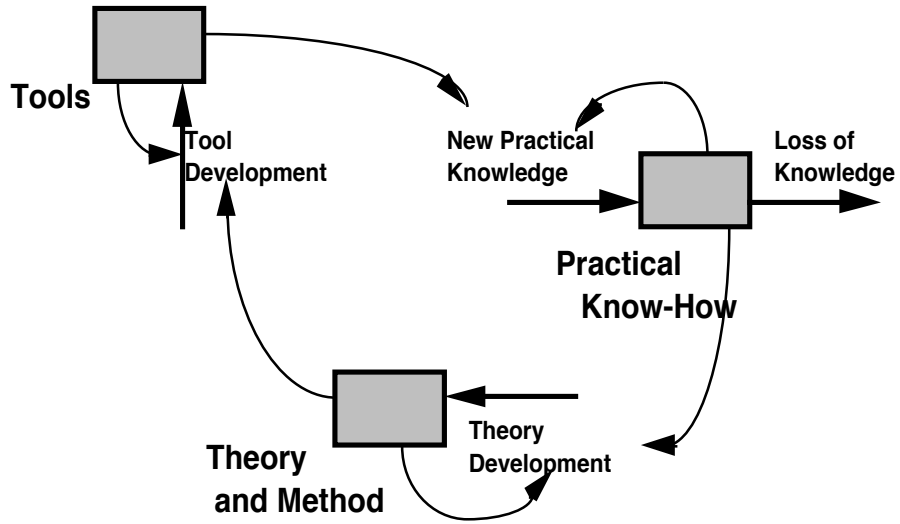 Tools
Tool
Development
New Practical
Knowledge
Loss of
Knowledge
Practical
Know-How
Theory
Development
Theory
and Method